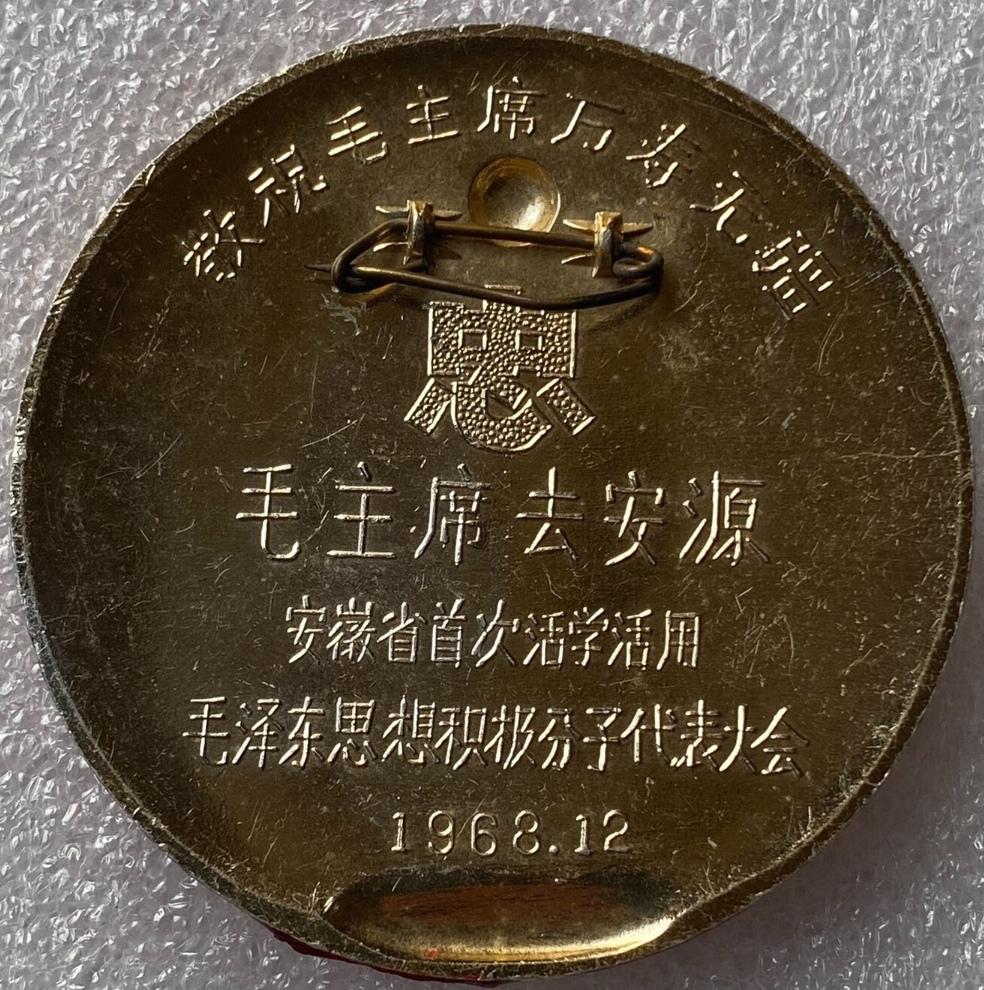 敬祝毛主席万寿无疆
忠
毛主席去安源
安徽省首次活学活用
毛泽东思想积极分子代表大会
1968.12